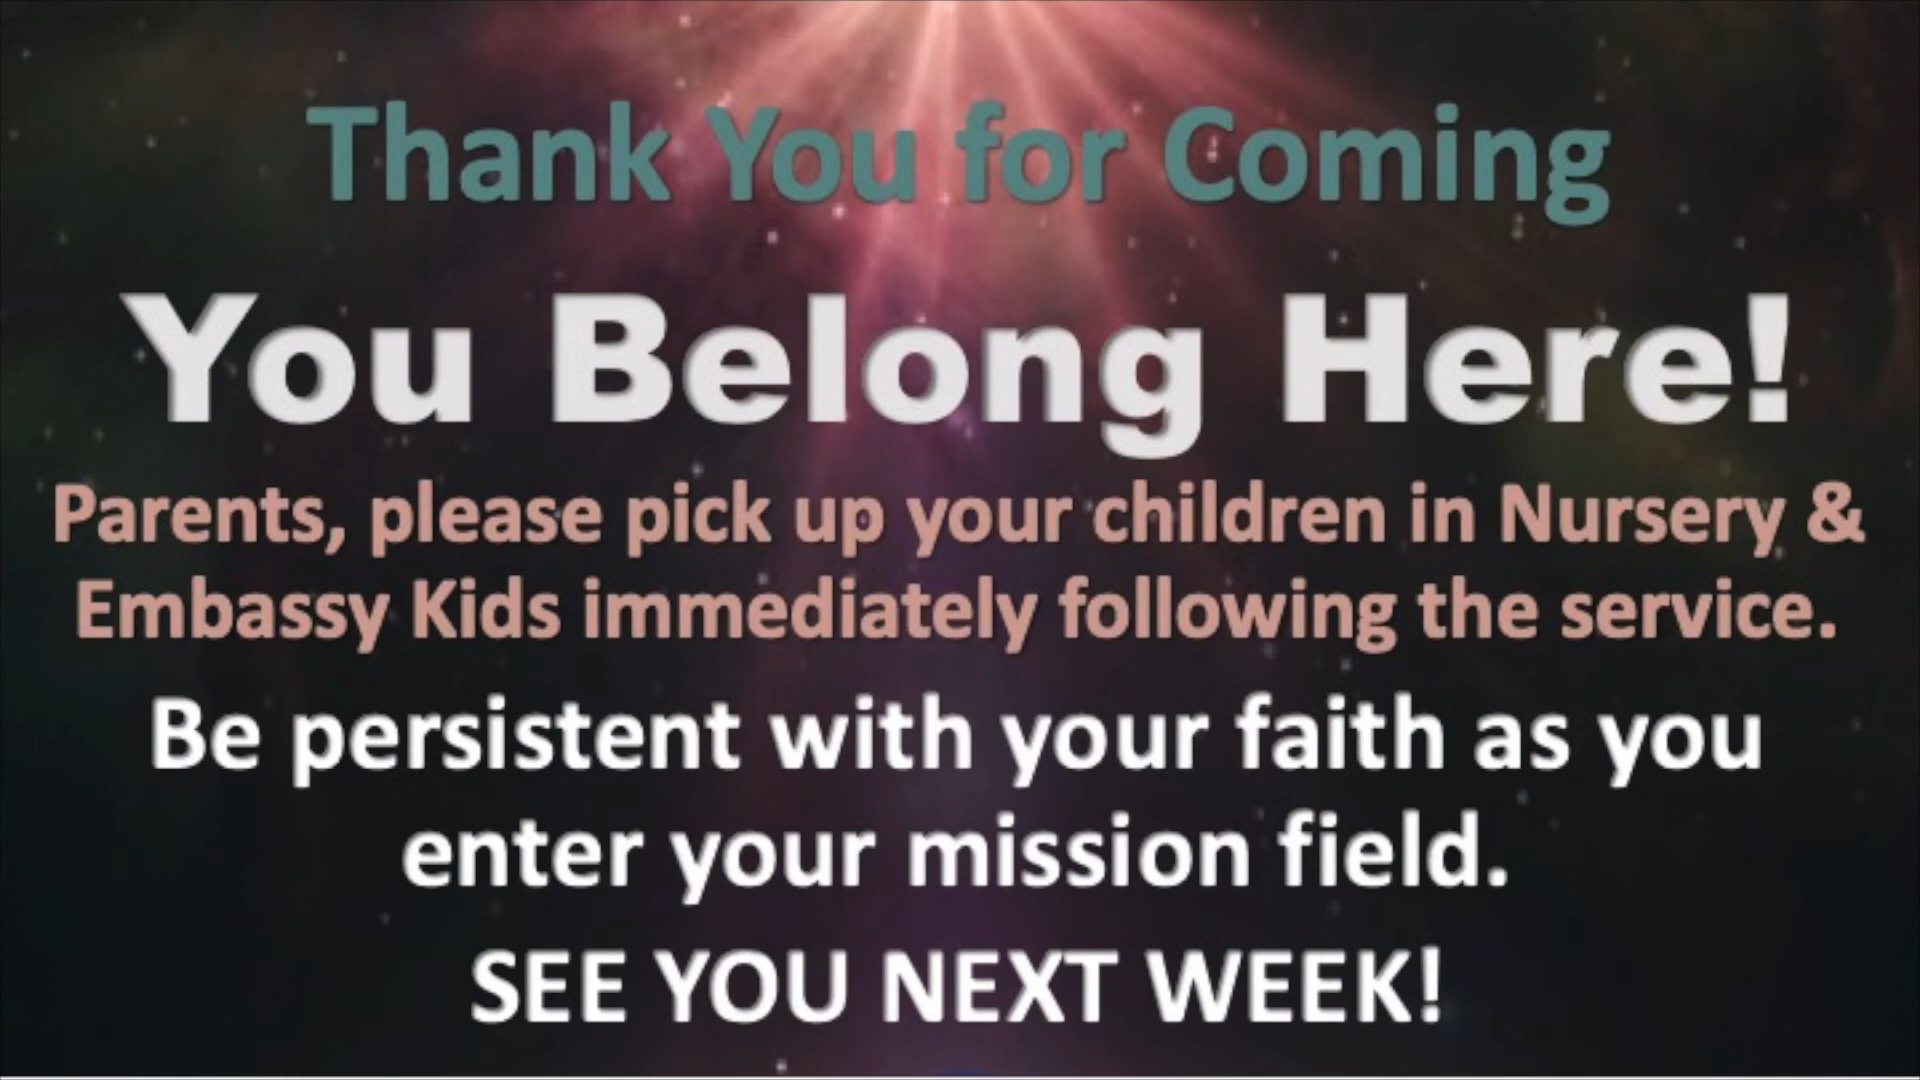 Thank You for Coming
You Belong Here!
Parents, please pick up your children in Nursery &
Embassy Kids immediately following the service.
Be persistent with your faith as you
enter your mission field.
SEE YOU NEXT WEEK!